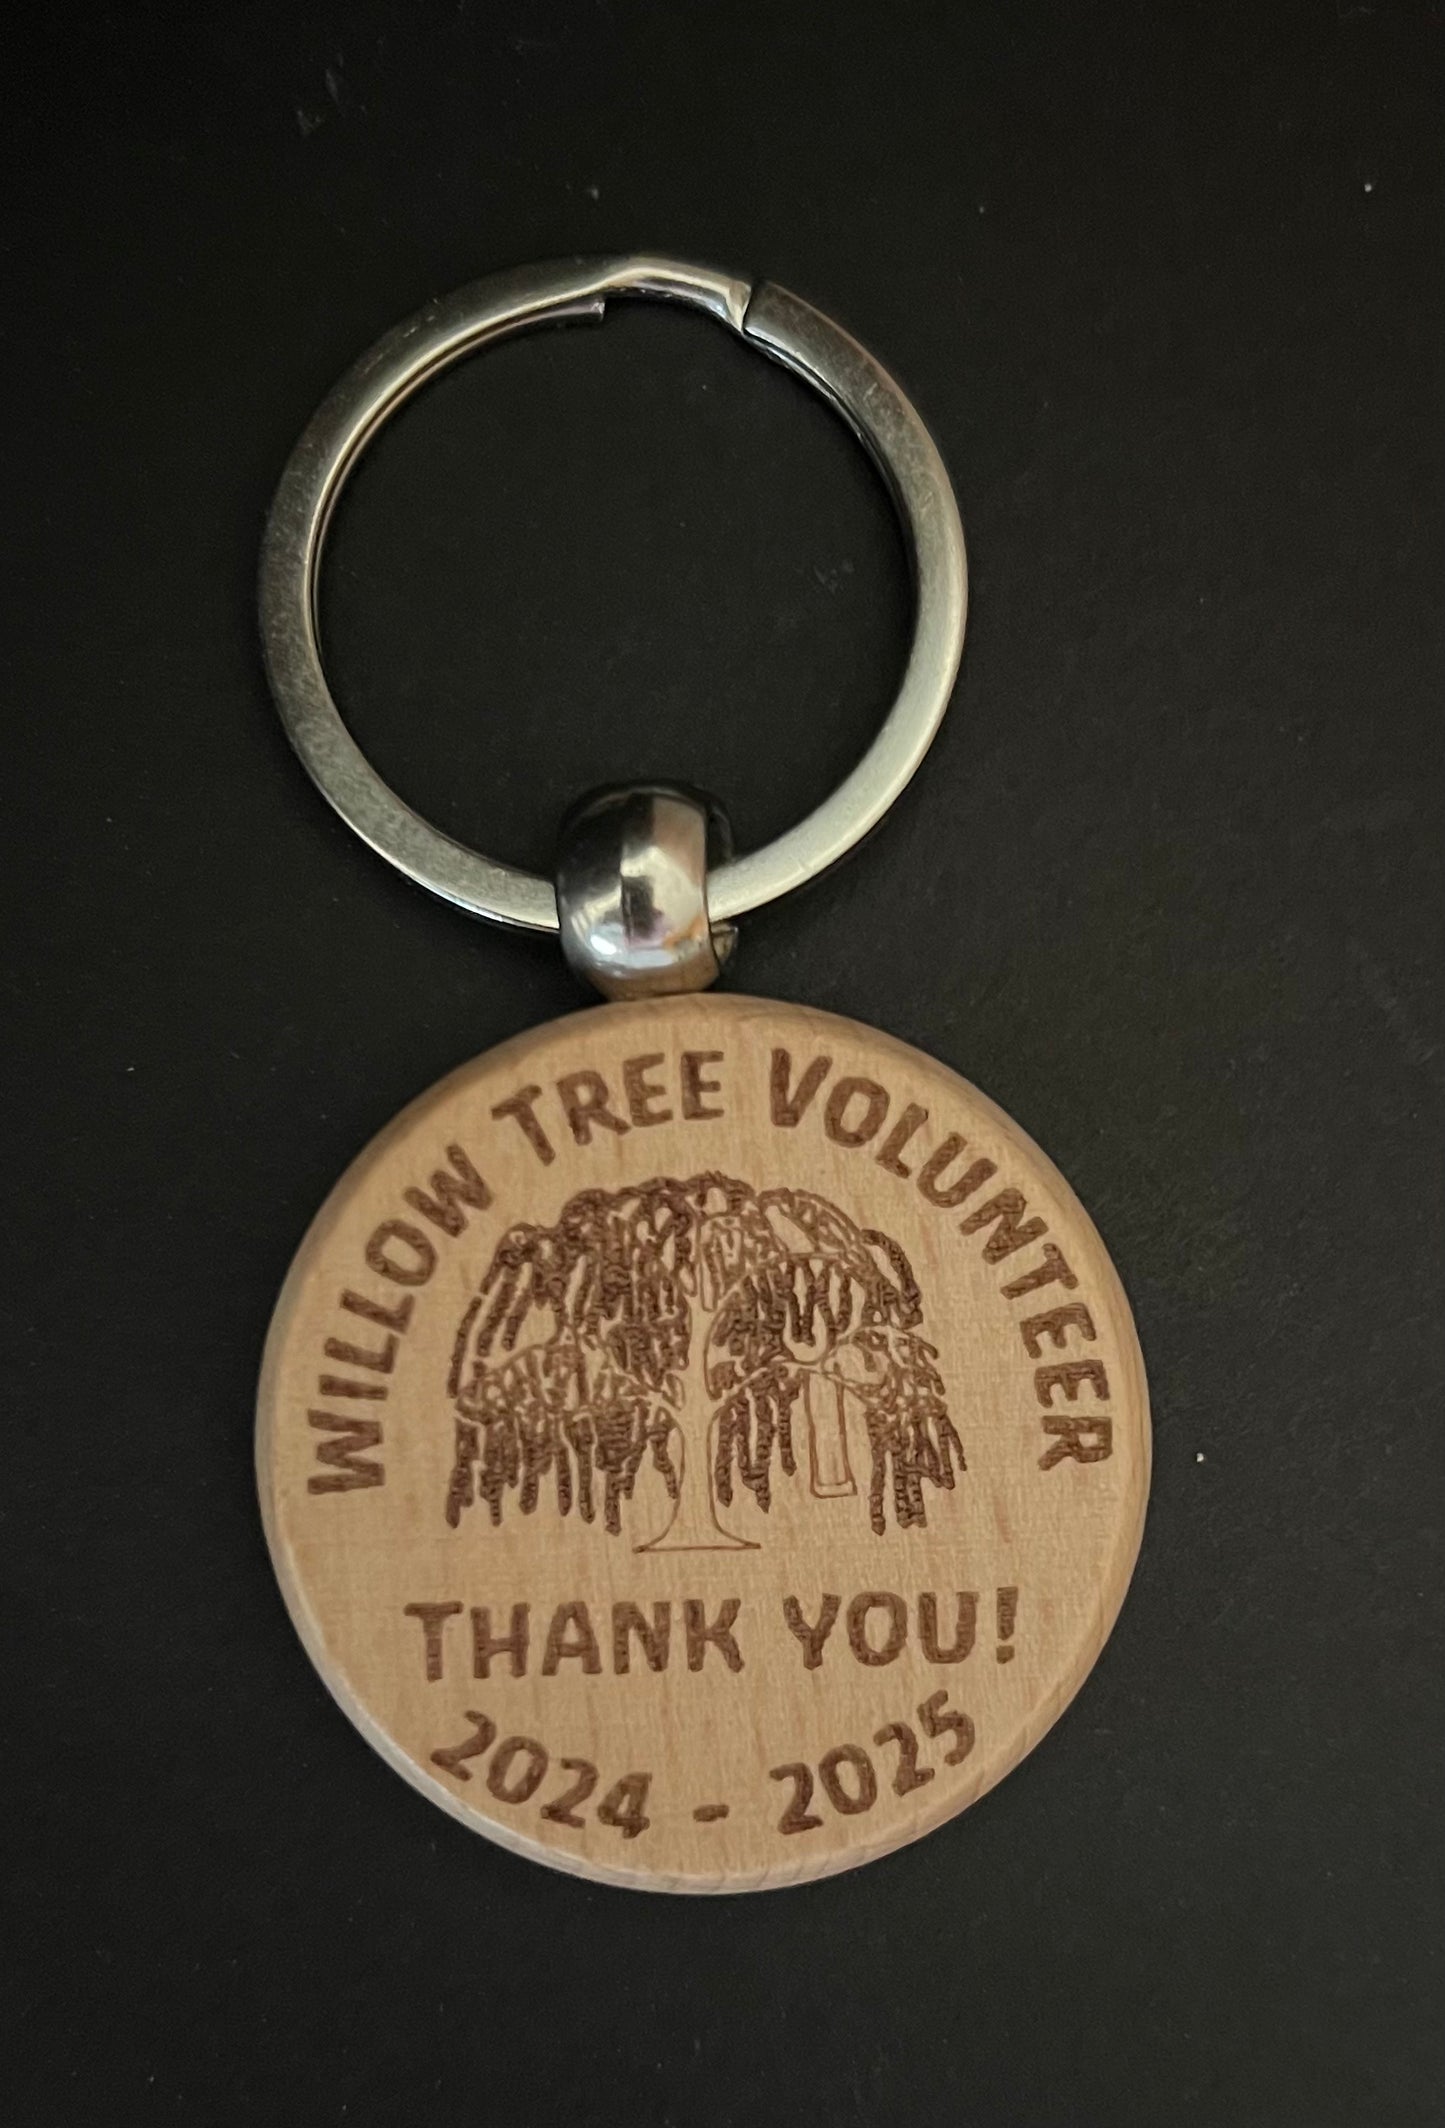 WILLOW TREE VOLUNTEER
THANK YOU!
2024 - 2025